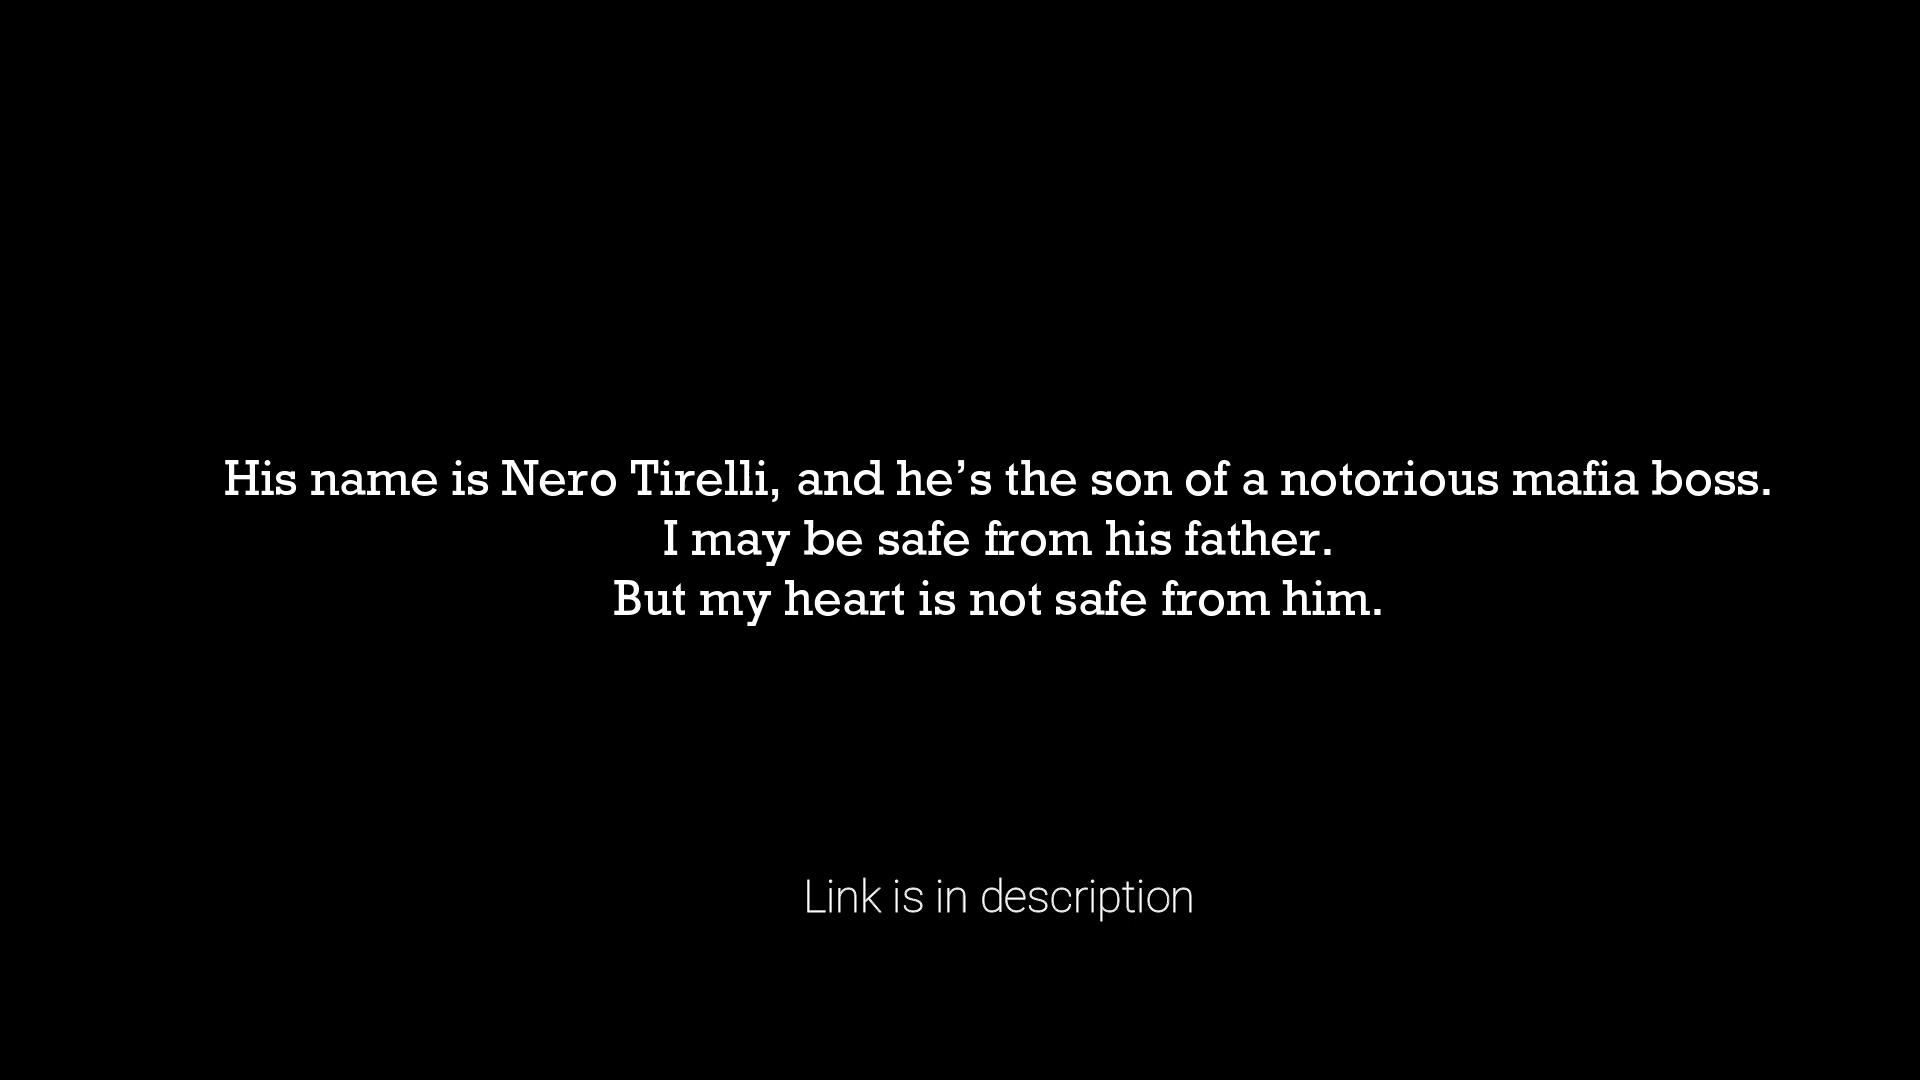 His name is Nero Tirelli, and he’s the son of a notorious mafia boss.
I may be safe from his father.
But my heart is not safe from him.
Link is in description